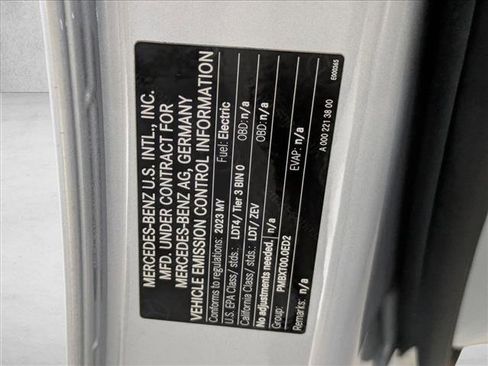 MERCEDES-BENZ U.S. INTL., INC.
MFD. UNDER CONTRACT FOR
MERCEDES-BENZ AG, GERMANY
VEHICLE EMISSION CONTROL INFORMATION
Conforms to regulations: 2023 MY Fuel: Electric
U.S. EPA Class/ stds.: LDT4/ Tier 3 BIN 0 OBD: n/a
California Class/ stds.: LDT/ ZEV OBD: n/a
No adjustments needed. n/a
Group: PMBXT00.0ED2 EVAP: n/a
Remarks: n/a
A 000 221 38 00
E000365